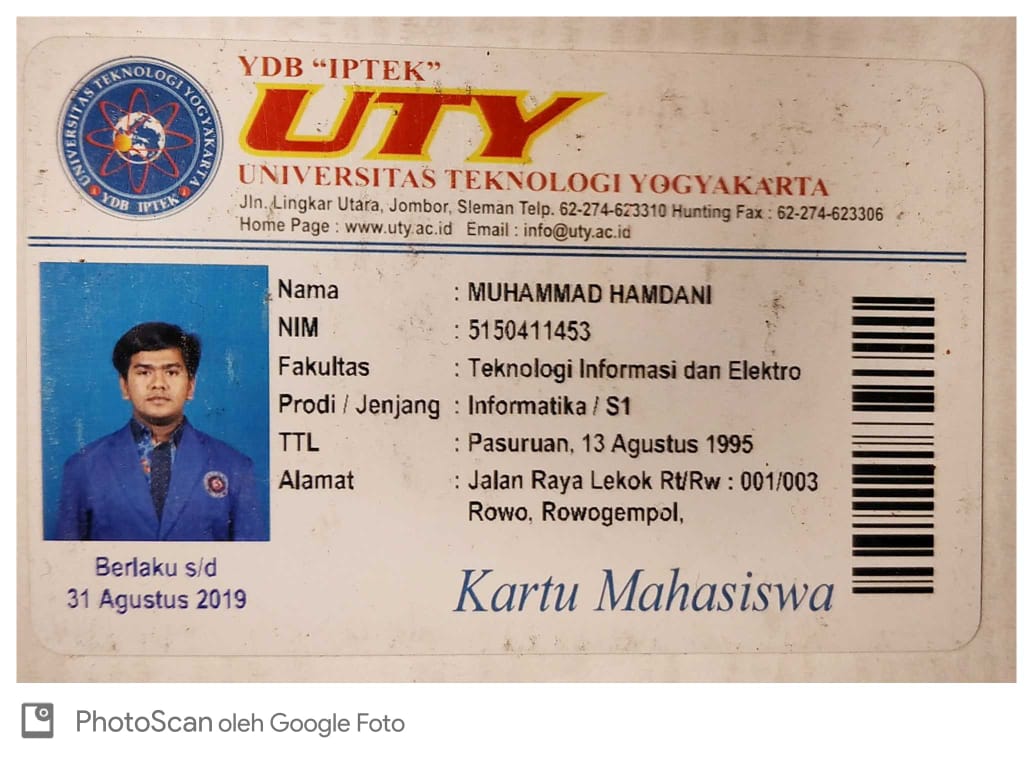 UNIVERSITAS TEKNOLOGI YOGYAKARTA
YDB IPTEK
YDB “IPTEK”
UTY
UNIVERSITAS TEKNOLOGI YOGYAKARTA
Jln. Lingkar Utara, Jombor, Sleman Telp. 62-274-623310 Hunting Fax : 62-274-623306
Home Page : www.uty.ac.id Email : info@uty.ac.id
Nama : MUHAMMAD HAMDANI
NIM : 5150411453
Fakultas : Teknologi Informasi dan Elektro
Prodi / Jenjang : Informatika / S1
TTL : Pasuruan, 13 Agustus 1995
Alamat : Jalan Raya Lekok Rt/Rw : 001/003
Rowo, Rowogempol,
Berlaku s/d
31 Agustus 2019
Kartu Mahasiswa
PhotoScan oleh Google Foto